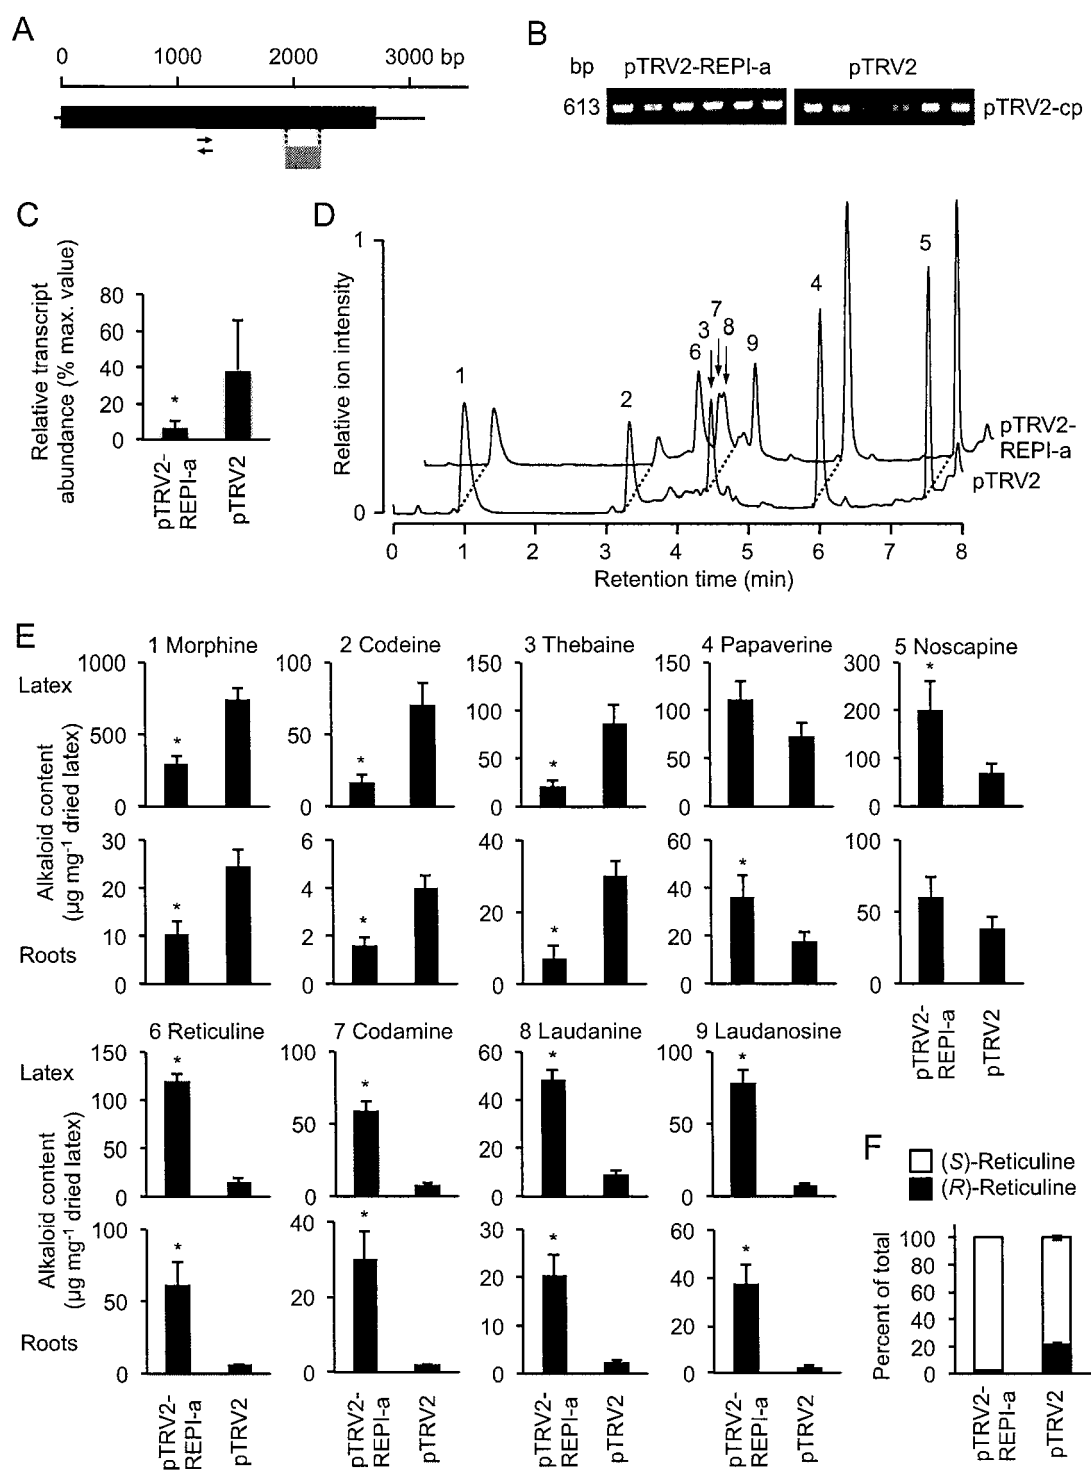 A
0 1000 2000 3000 bp
B
bp pTRV2-REPI-a pTRV2
613 pTRV2-cp
C
Relative transcript
abundance (% max. value)
80
60
40
20
0
*
pTRV2-
REPI-a
pTRV2
D
Relative ion intensity
1
0
1 2 6 3 7 8 9 4 5
pTRV2-
REPI-a
pTRV2
0 1 2 3 4 5 6 7 8
Retention time (min)
E
1 Morphine 2 Codeine 3 Thebaine 4 Papaverine 5 Noscapine
Latex
Alkaloid content
(µg mg-1 dried latex)
Roots
1000
500
0
*
100
50
0
*
150
100
50
0
*
150
100
50
0
300
200
100
0
*
30
20
10
0
*
6
4
2
0
*
40
20
0
*
60
40
20
0
*
100
50
0
pTRV2-
REPI-a
pTRV2
6 Reticuline 7 Codamine 8 Laudanine 9 Laudanosine
Latex
Alkaloid content
(µg mg-1 dried latex)
Roots
150
100
50
0
*
100
50
0
*
60
40
20
0
*
100
50
0
*
100
50
0
*
40
20
0
*
30
20
10
0
*
60
40
20
0
*
pTRV2-
REPI-a
pTRV2
pTRV2-
REPI-a
pTRV2
pTRV2-
REPI-a
pTRV2
pTRV2-
REPI-a
pTRV2
F
(S)-Reticuline
(R)-Reticuline
Percent of total
100
80
60
40
20
0
pTRV2-
REPI-a
pTRV2